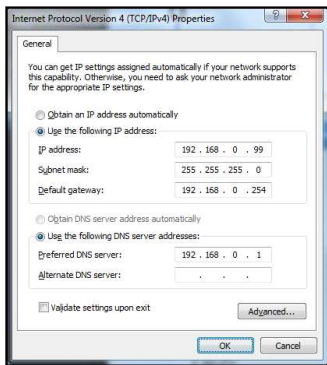 Internet Protocol Version 4 (TCP/IPv4) Properties
General
You can get IP settings assigned automatically if your network supports
this capability. Otherwise, you need to ask your network administrator
for the appropriate IP settings.
Obtain an IP address automatically
Use the following IP address:
IP address: 192 . 168 . 0 . 99
Subnet mask: 255 . 255 . 255 . 0
Default gateway: 192 . 168 . 0 . 254
Obtain DNS server address automatically
Use the following DNS server addresses:
Preferred DNS server: 192 . 168 . 0 . 1
Alternate DNS server: . . .
Validate settings upon exit
Advanced...
OK Cancel